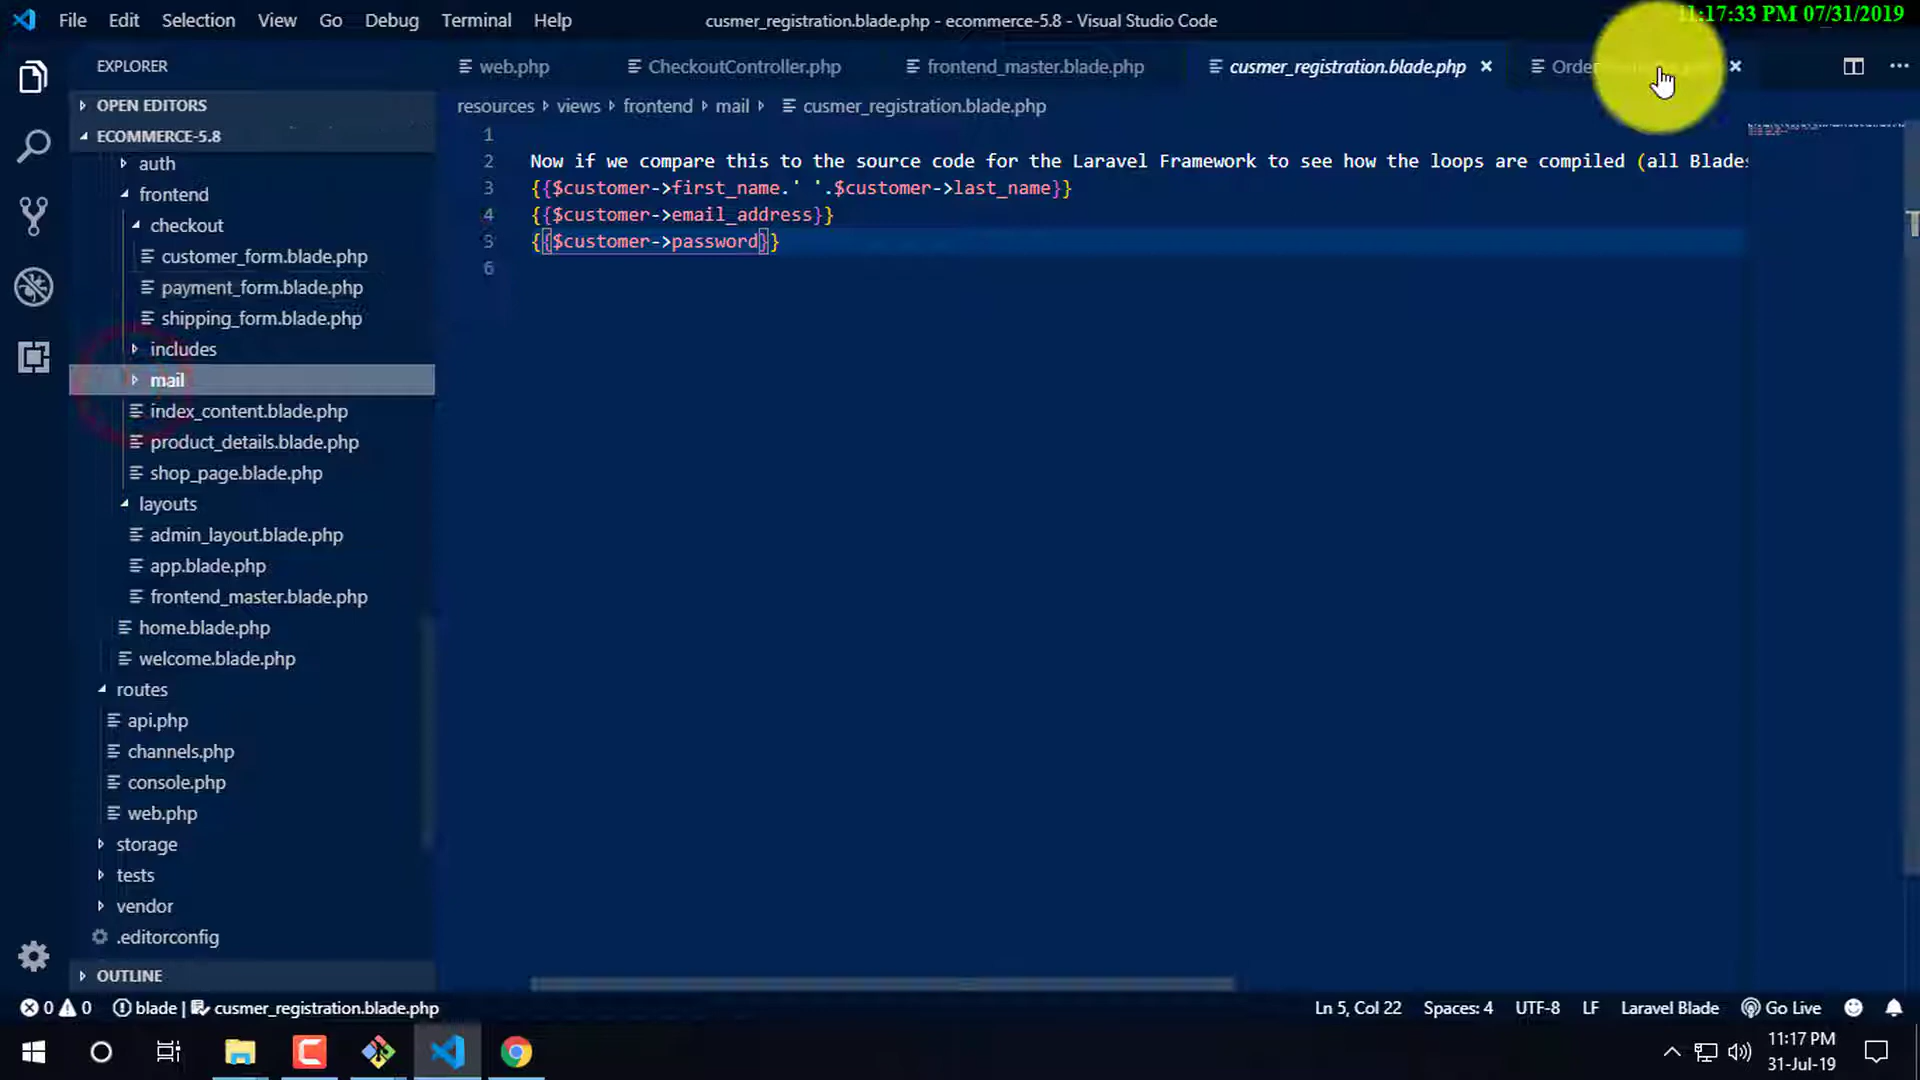 File Edit Selection View Go Debug Terminal Help
cusmer_registration.blade.php - ecommerce-5.8 - Visual Studio Code
11:17:33 PM 07/31/2019
EXPLORER
OPEN EDITORS
ECOMMERCE-5.8
auth
frontend
checkout
customer_form.blade.php
payment_form.blade.php
shipping_form.blade.php
includes
mail
index_content.blade.php
product_details.blade.php
shop_page.blade.php
layouts
admin_layout.blade.php
app.blade.php
frontend_master.blade.php
home.blade.php
welcome.blade.php
routes
api.php
channels.php
console.php
web.php
storage
tests
vendor
.editorconfig
OUTLINE
web.php CheckoutController.php frontend_master.blade.php cusmer_registration.blade.php
resources views frontend mail cusmer_registration.blade.php
1
2 Now if we compare this to the source code for the Laravel Framework to see how the loops are compiled (all Blades
3 {{$customer->first_name.' '.$customer->last_name}}
4 {{$customer->email_address}}
5 {{$customer->password}}
6
0 0 blade | cusmer_registration.blade.php
Ln 5, Col 22 Spaces: 4 UTF-8 LF Laravel Blade Go Live
11:17 PM
31-Jul-19